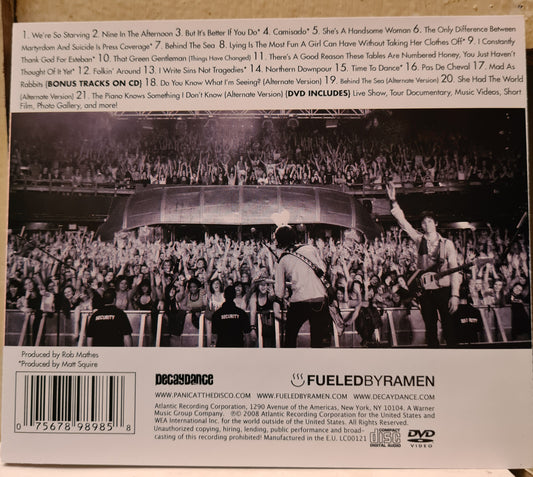 1. We're So Starving 2. Nine In The Afternoon 3. But It's Better If You Do* 4. Camisado* 5. She's A Handsome Woman 6. The Only Difference Between
Martyrdom And Suicide Is Press Coverage* 7. Behind The Sea 8. Lying Is The Most Fun A Girl Can Have Without Taking Her Clothes Off* 9. I Constantly
Thank God For Esteban* 10. That Green Gentleman (Things Have Changed) 11. There's A Good Reason These Tables Are Numbered Honey, You Just Haven't
Thought Of It Yet* 12. Folkin' Around 13. I Write Sins Not Tragedies* 14. Northern Downpour 15. Time To Dance* 16. Pas De Cheval 17. Mad As
Rabbits (BONUS TRACKS ON CD) 18. Do You Know What I'm Seeing? (Alternate Version) 19. Behind The Sea (Alternate Version) 20. She Had The World
(Alternate Version) 21. The Piano Knows Something I Don't Know (Alternate Version) (DVD INCLUDES) Live Show, Tour Documentary, Music Videos, Short
Film, Photo Gallery, and more!
SECURITY
SECURITY
Produced by Rob Mathes
*Produced by Matt Squire
DECAYDANCE
FUELEDBYRAMEN
WWW.PANICATTHEDISCO.COM WWW.FUELEDBYRAMEN.COM WWW.DECAYDANCE.COM
Atlantic Recording Corporation, 1290 Avenue of the Americas, New York, NY 10104. A Warner
Music Group Company. ℗© 2008 Atlantic Recording Corporation for the United States and
WEA International Inc. for the world outside of the United States. All Rights Reserved.
Unauthorized copying, hiring, lending, public performance and broad-
casting of this recording prohibited! Manufactured in the E.U. LC00121
COMPACT
disc
DIGITAL AUDIO
DVD
VIDEO
0 75678 98985 8